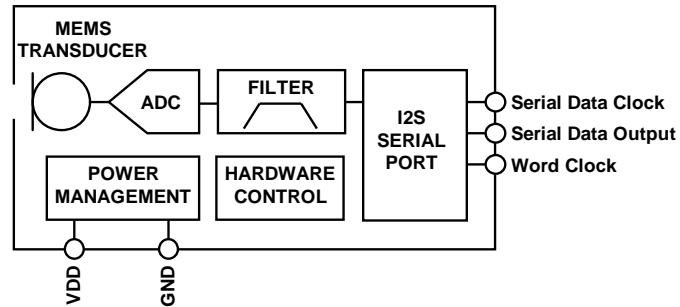 MEMS
TRANSDUCER
ADC
FILTER
I2S
SERIAL
PORT
Serial Data Clock
Serial Data Output
Word Clock
POWER
MANAGEMENT
HARDWARE
CONTROL
VDD
GND